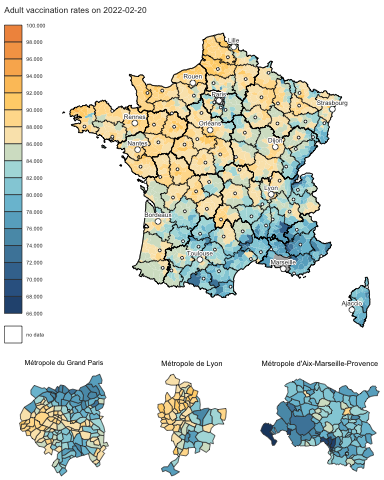 Adult vaccination rates on 2022-02-20
100.000
98.000
96.000
94.000
92.000
90.000
88.000
86.000
84.000
82.000
80.000
78.000
76.000
74.000
72.000
70.000
68.000
66.000
no data
Lille
Rouen
Paris
Strasbourg
Rennes
Orléans
Nantes
Dijon
Lyon
Bordeaux
Toulouse
Marseille
Ajaccio
Métropole du Grand Paris
Métropole de Lyon
Métropole d'Aix-Marseille-Provence